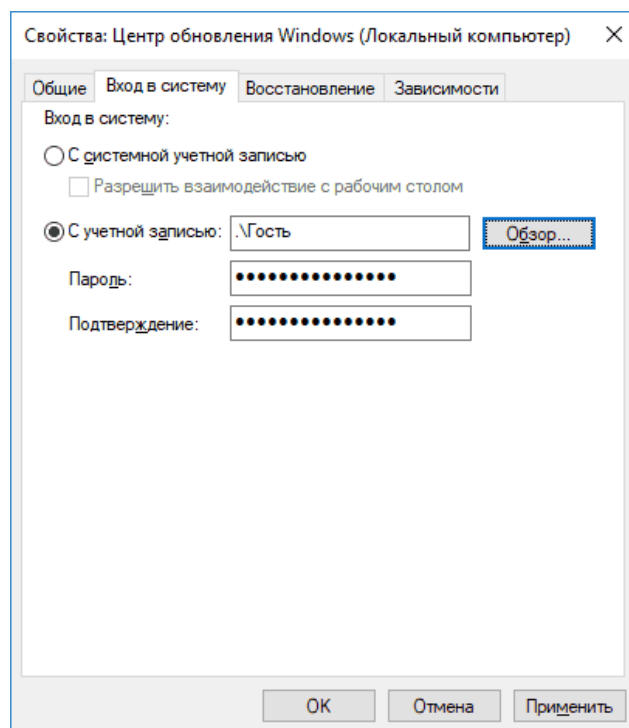 Свойства: Центр обновления Windows (Локальный компьютер)
Общие Вход в систему Восстановление Зависимости
Вход в систему:
С системной учетной записью
Разрешить взаимодействие с рабочим столом
С учетной записью: .\Гость Обзор...
Пароль: ●●●●●●●●●●●●●●●
Подтверждение: ●●●●●●●●●●●●●●●
OK Отмена Применить